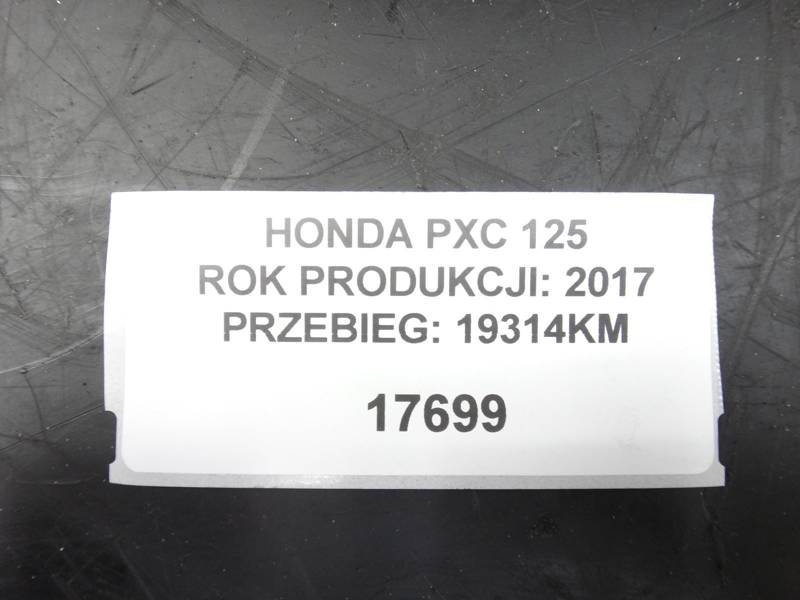 HONDA PXC 125
ROK PRODUKCJI: 2017
PRZEBIEG: 19314KM
17699